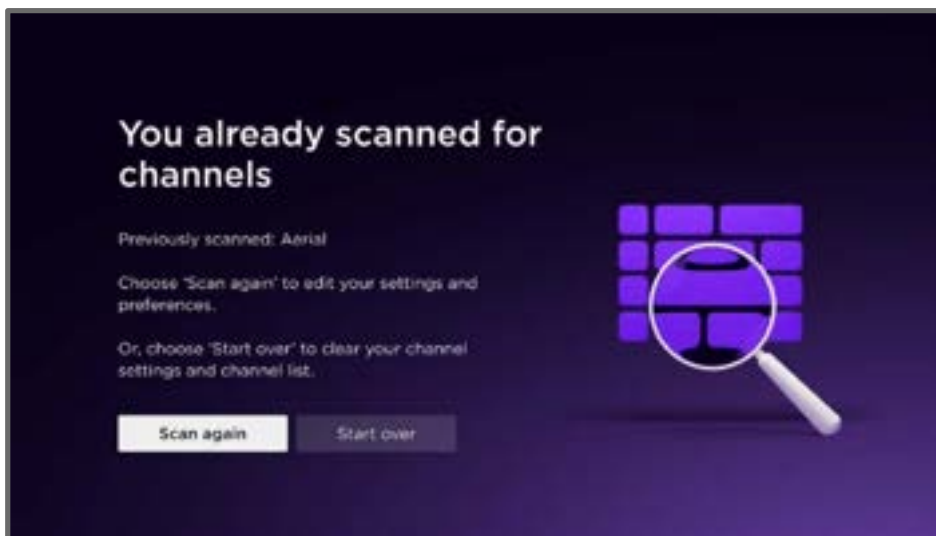 You already scanned for
channels
Previously scanned: Aerial
Choose 'Scan again' to edit your settings and
preferences.
Or, choose 'Start over' to clear your channel
settings and channel list.
Scan again
Start over